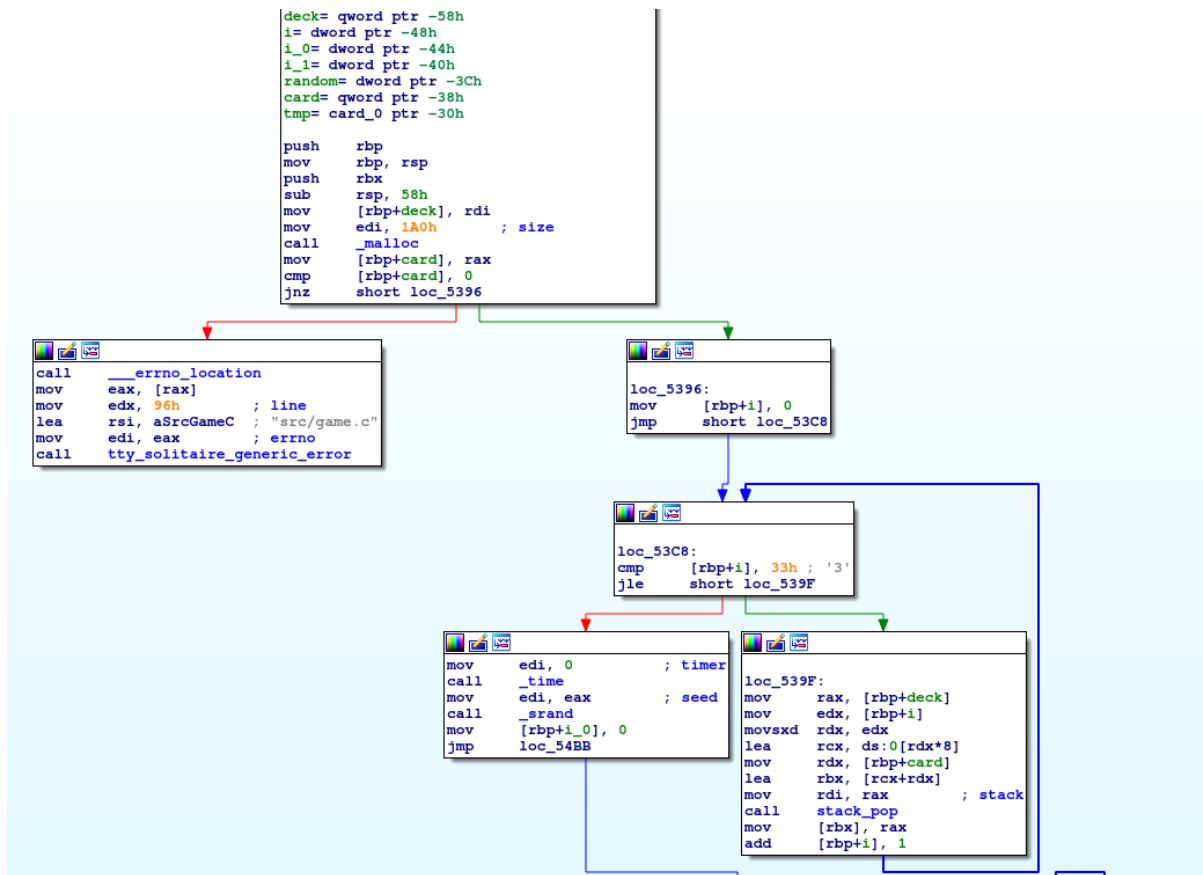 deck= qword ptr -58h
i= dword ptr -48h
i_0= dword ptr -44h
i_1= dword ptr -40h
random= dword ptr -3Ch
card= qword ptr -38h
tmp= card_0 ptr -30h
push rbp
mov rbp, rsp
push rbx
sub rsp, 58h
mov [rbp+deck], rdi
mov edi, 1A0h ; size
call _malloc
mov [rbp+card], rax
cmp [rbp+card], 0
jnz short loc_5396
call ___errno_location
mov eax, [rax]
mov edx, 96h ; line
lea rsi, aSrcGameC ; "src/game.c"
mov edi, eax ; errno
call tty_solitaire_generic_error
loc_5396:
mov [rbp+i], 0
jmp short loc_53C8
loc_53C8:
cmp [rbp+i], 33h ; '3'
jle short loc_539F
mov edi, 0 ; timer
call _time
mov edi, eax ; seed
call _srand
mov [rbp+i_0], 0
jmp loc_54BB
loc_539F:
mov rax, [rbp+deck]
mov edx, [rbp+i]
movsxd rdx, edx
lea rcx, ds:0[rdx*8]
mov rdx, [rbp+card]
lea rbx, [rcx+rdx]
mov rdi, rax ; stack
call stack_pop
mov [rbx], rax
add [rbp+i], 1